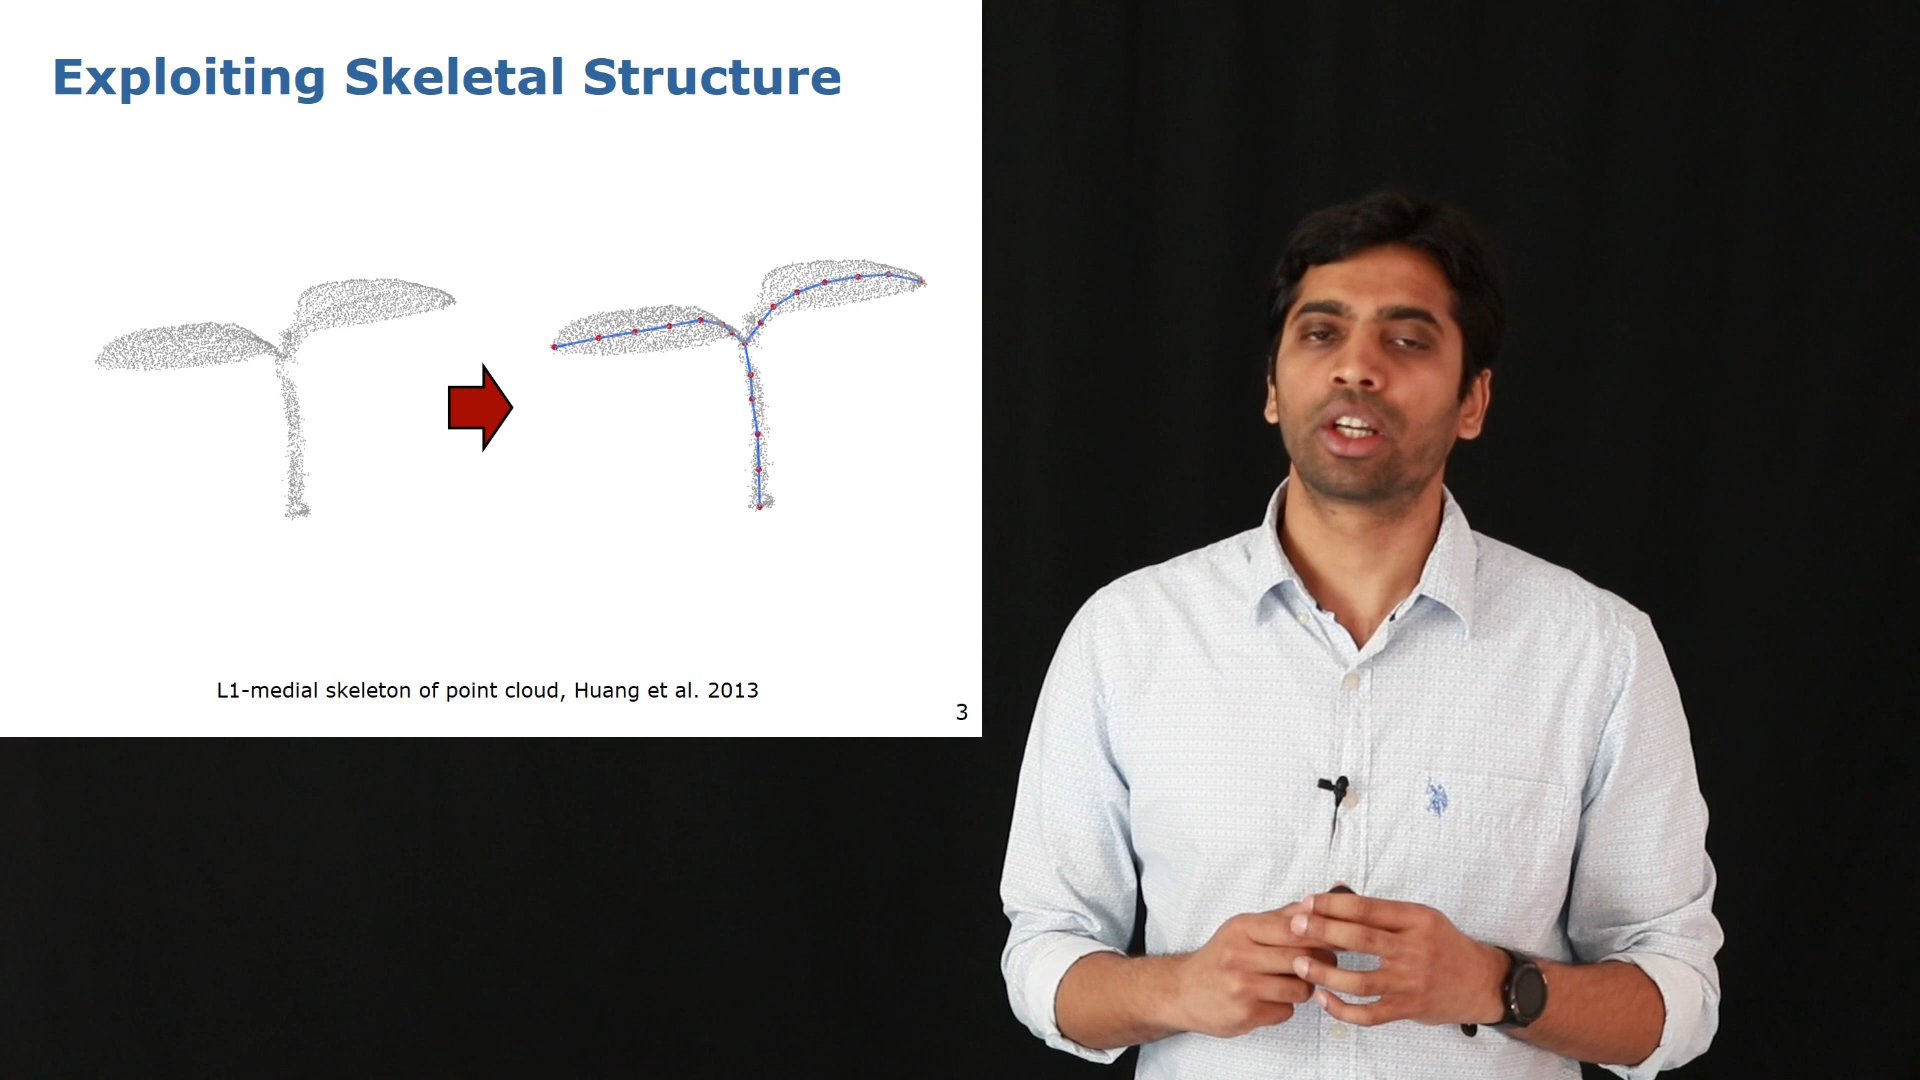 Exploiting Skeletal Structure
L1-medial skeleton of point cloud, Huang et al. 2013
3